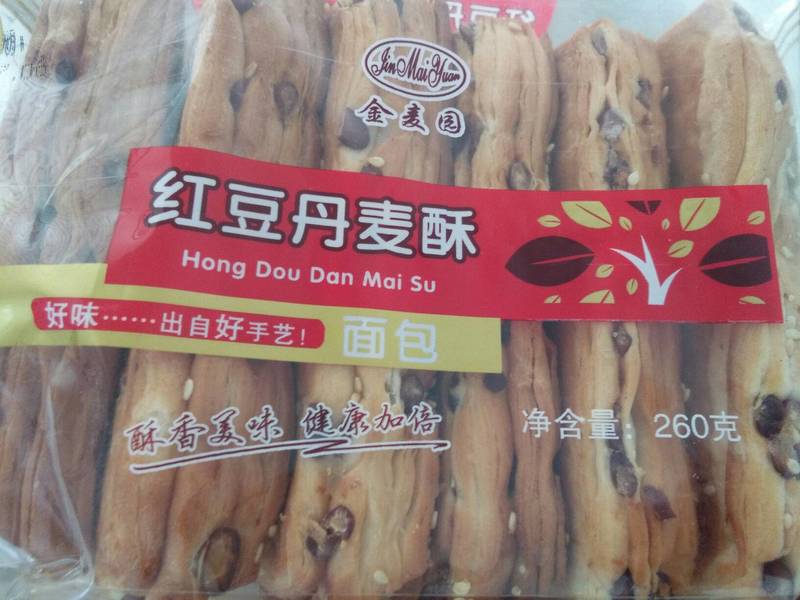 Jin Mai Yuan
金麦园
红豆丹麦酥
Hong Dou Dan Mai Su
好味……出自好手艺!
面包
酥香美味 健康加倍
净含量：260克